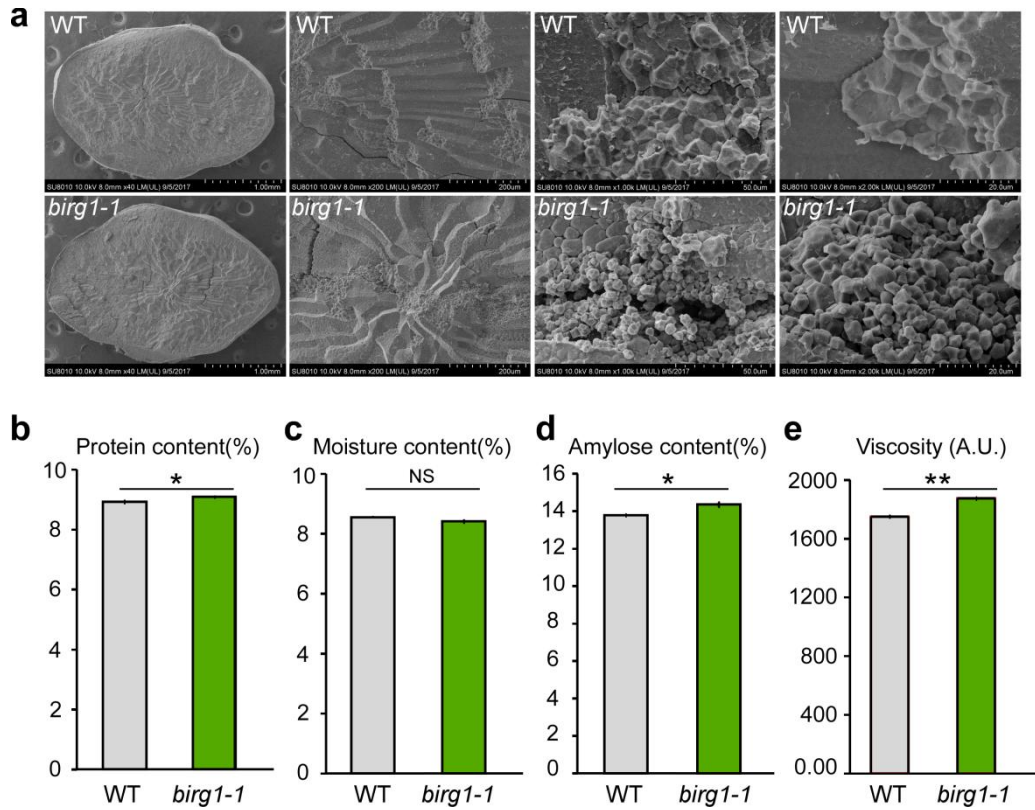 a
WT
WT
WT
WT
SU8010 10.0kV 8.0mm x40 LM(UL) 9/5/2017 1.00mm
SU8010 10.0kV 8.0mm x200 LM(UL) 9/5/2017 200um
SU8010 10.0kV 8.0mm x1.00k LM(UL) 9/5/2017 50.0um
SU8010 10.0kV 8.0mm x2.00k LM(UL) 9/5/2017 20.0um
birg1-1
birg1-1
birg1-1
birg1-1
SU8010 10.0kV 8.0mm x40 LM(UL) 9/5/2017 1.00mm
SU8010 10.0kV 8.0mm x200 LM(UL) 9/5/2017 200um
SU8010 10.0kV 8.0mm x1.00k LM(UL) 9/5/2017 50.0um
SU8010 10.0kV 8.0mm x2.00k LM(UL) 9/5/2017 20.0um
b
Protein content(%)
*
10
8
6
4
2
0
WT birg1-1
c
Moisture content(%)
NS
10
8
6
4
2
0
WT birg1-1
d
Amylose content(%)
*
16
14
12
10
8
6
4
2
0
WT birg1-1
e
Viscosity (A.U.)
**
2000
1600
1200
800
400
0.00
WT birg1-1